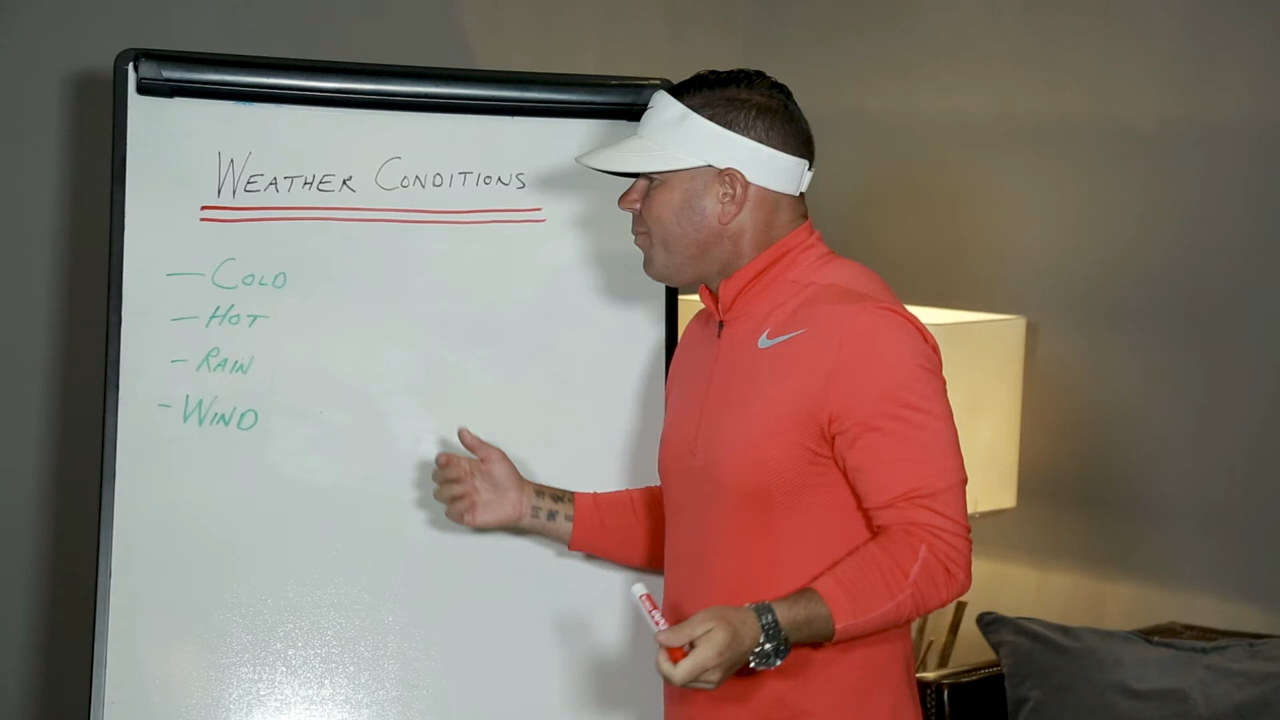 WEATHER CONDITIONS
— COLD
— HOT
- RAIN
- WIND